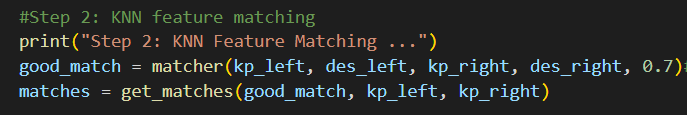 #Step 2: KNN feature matching
print("Step 2: KNN Feature Matching ...")
good_match = matcher(kp_left, des_left, kp_right, des_right, 0.7)#
matches = get_matches(good_match, kp_left, kp_right)